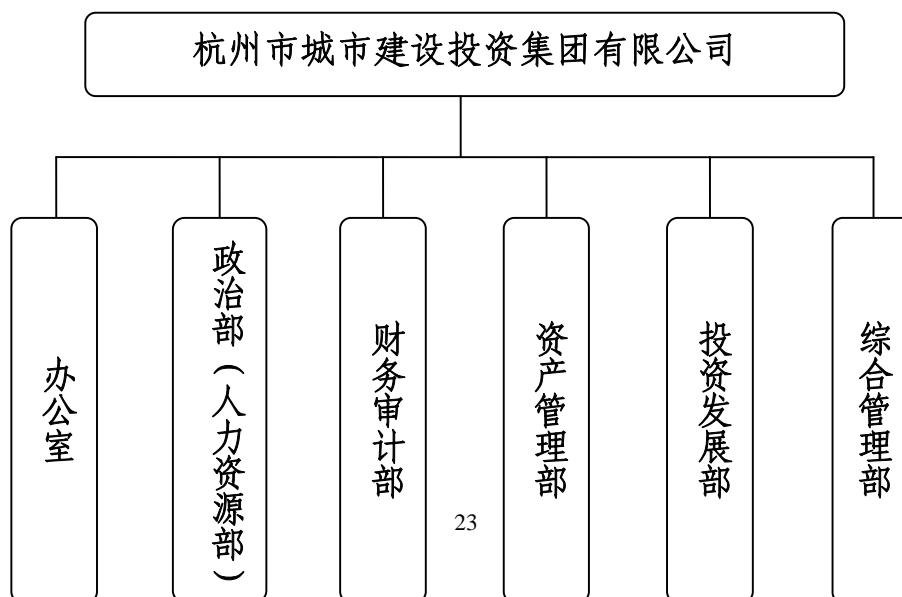 杭州市城市建设投资集团有限公司
办公室
政治部（人力资源部）
财务审计部
资产管理部
投资发展部
综合管理部
23